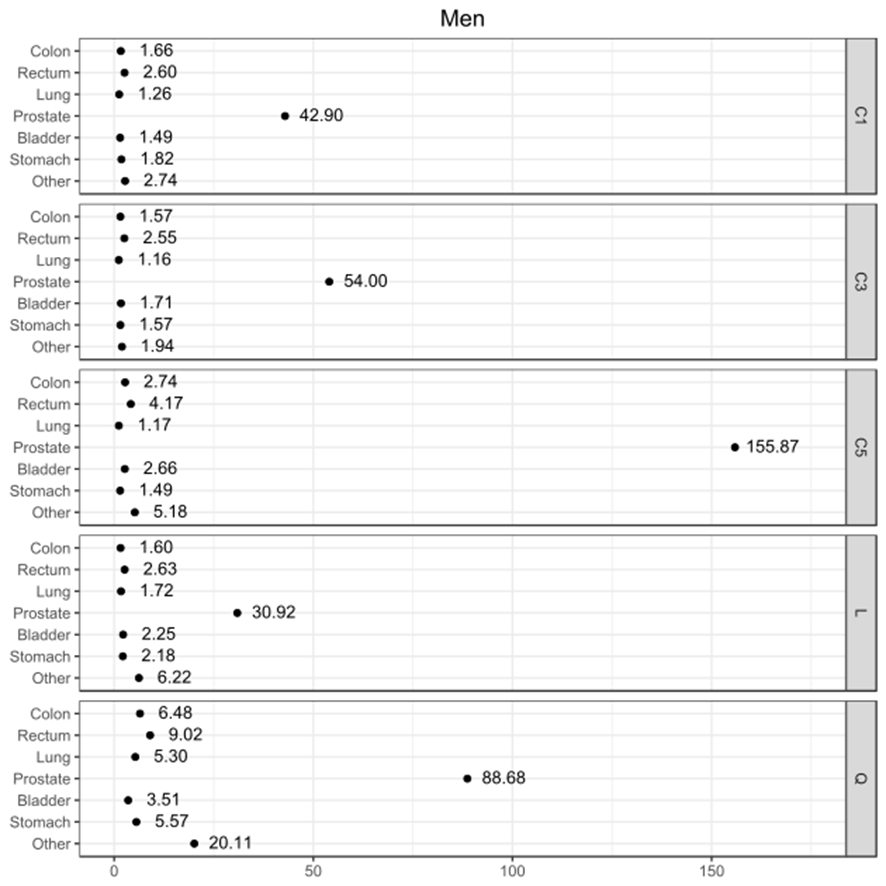 Men
Colon 1.66
Rectum 2.60
Lung 1.26
Prostate 42.90
Bladder 1.49
Stomach 1.82
Other 2.74
C1
Colon 1.57
Rectum 2.55
Lung 1.16
Prostate 54.00
Bladder 1.71
Stomach 1.57
Other 1.94
C3
Colon 2.74
Rectum 4.17
Lung 1.17
Prostate 155.87
Bladder 2.66
Stomach 1.49
Other 5.18
C5
Colon 1.60
Rectum 2.63
Lung 1.72
Prostate 30.92
Bladder 2.25
Stomach 2.18
Other 6.22
L
Colon 6.48
Rectum 9.02
Lung 5.30
Prostate 88.68
Bladder 3.51
Stomach 5.57
Other 20.11
Q
0 50 100 150